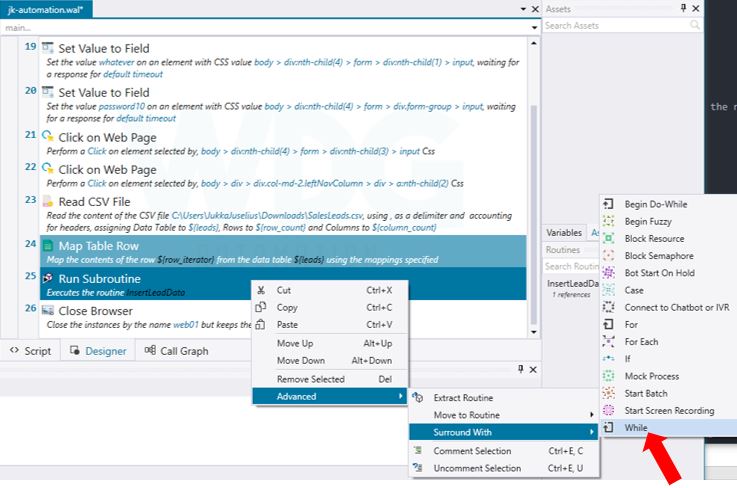 jk-automation.wal*
main...
19 Set Value to Field
Set the value whatever on an element with CSS value body > div:nth-child(4) > form > div:nth-child(1) > input, waiting for
a response for default timeout
20 Set Value to Field
Set the value password10 on an element with CSS value body > div:nth-child(4) > form > div.form-group > input, waiting
for a response for default timeout
21 Click on Web Page
Perform a Click on element selected by, body > div:nth-child(4) > form > div:nth-child(3) > input Css
22 Click on Web Page
Perform a Click on element selected by, body > div > div.col-md-2.leftNavColumn > div > a:nth-child(2) Css
23 Read CSV File
Read the content of the CSV file C:\Users\JukkaJuselius\Downloads\SalesLeads.csv, using , as a delimiter and accounting
for headers, assigning Data Table to ${leads}, Rows to ${row_count} and Columns to ${column_count}
24 Map Table Row
Map the contents of the row ${row_iterator} from the data table ${leads} using the mappings specified
25 Run Subroutine
Executes the routine InsertLeadData
26 Close Browser
Close the instances by the name web01 but keeps the
WDG
Script
Designer
Call Graph
Assets
Search Assets
the
Variables
As
Routines
Search Routin
InsertLeadDa
1 references
Cut Ctrl+X
Copy Ctrl+C
Paste Ctrl+V
Move Up Alt+Up
Move Down Alt+Down
Remove Selected Del
Advanced
Extract Routine
Move to Routine
Surround With
Comment Selection Ctrl+E, C
Uncomment Selection Ctrl+E, U
Begin Do-While
Begin Fuzzy
Block Resource
Block Semaphore
Bot Start On Hold
Case
Connect to Chatbot or IVR
For
For Each
If
Mock Process
Start Batch
Start Screen Recording
While